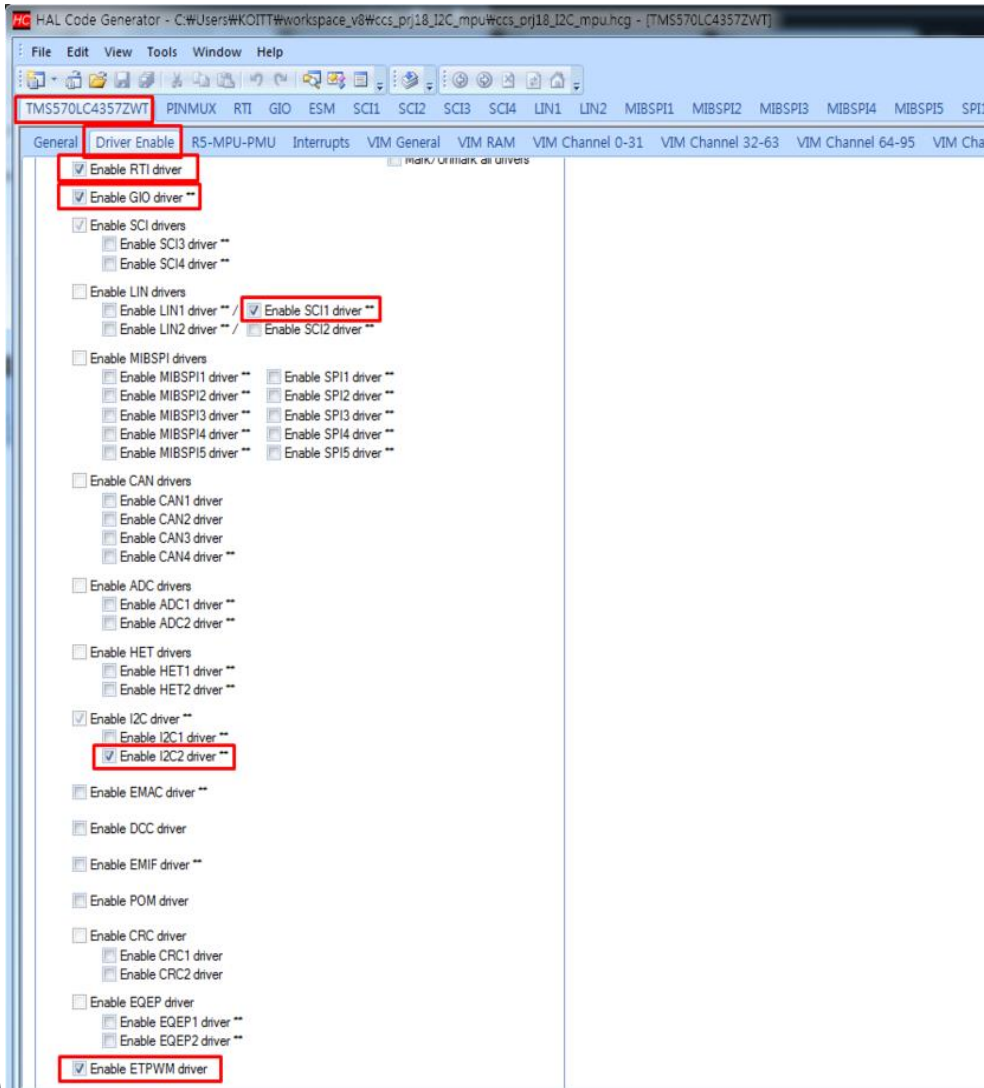 HC HAL Code Generator - C:₩Users₩KOITT₩workspace_v8₩ccs_prj18_I2C_mpu₩ccs_prj18_I2C_mpu.hcg - [TMS570LC4357ZWT]
File Edit View Tools Window Help
TMS570LC4357ZWT PINMUX RTI GIO ESM SCI1 SCI2 SCI3 SCI4 LIN1 LIN2 MIBSPI1 MIBSPI2 MIBSPI3 MIBSPI4 MIBSPI5 SPI1
General Driver Enable R5-MPU-PMU Interrupts VIM General VIM RAM VIM Channel 0-31 VIM Channel 32-63 VIM Channel 64-95 VIM Cha
Mark/Unmark all drivers
Enable RTI driver
Enable GIO driver **
Enable SCI drivers
Enable SCI3 driver **
Enable SCI4 driver **
Enable LIN drivers
Enable LIN1 driver ** / Enable SCI1 driver **
Enable LIN2 driver ** / Enable SCI2 driver **
Enable MIBSPI drivers
Enable MIBSPI1 driver ** Enable SPI1 driver **
Enable MIBSPI2 driver ** Enable SPI2 driver **
Enable MIBSPI3 driver ** Enable SPI3 driver **
Enable MIBSPI4 driver ** Enable SPI4 driver **
Enable MIBSPI5 driver ** Enable SPI5 driver **
Enable CAN drivers
Enable CAN1 driver
Enable CAN2 driver
Enable CAN3 driver
Enable CAN4 driver **
Enable ADC drivers
Enable ADC1 driver **
Enable ADC2 driver **
Enable HET drivers
Enable HET1 driver **
Enable HET2 driver **
Enable I2C driver **
Enable I2C1 driver **
Enable I2C2 driver **
Enable EMAC driver **
Enable DCC driver
Enable EMIF driver **
Enable POM driver
Enable CRC driver
Enable CRC1 driver
Enable CRC2 driver
Enable EQEP driver
Enable EQEP1 driver **
Enable EQEP2 driver **
Enable ETPWM driver